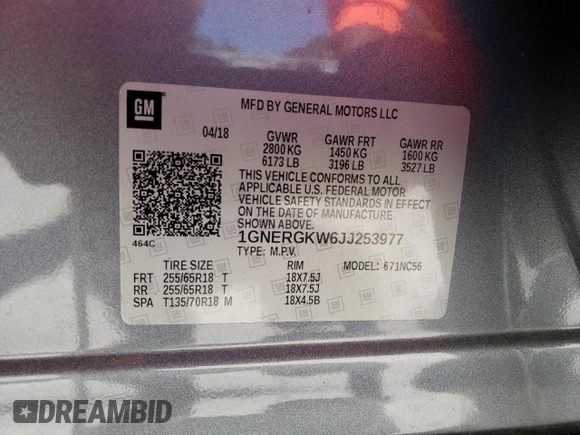 GM
MFD BY GENERAL MOTORS LLC
04/18 GVWR GAWR FRT GAWR RR
2800 KG 1450 KG 1600 KG
6173 LB 3196 LB 3527 LB
THIS VEHICLE CONFORMS TO ALL
APPLICABLE U.S. FEDERAL MOTOR
VEHICLE SAFETY STANDARDS IN
EFFECT ON THE DATE OF MANUFACTURE
SHOWN ABOVE.
464C
1GNERGKW6JJ253977
TYPE: M.P.V. MODEL: 671NC56
TIRE SIZE RIM
FRT 255/65R18 T 18X7.5J
RR 255/65R18 T 18X7.5J
SPA T135/70R18 M 18X4.5B
DREAMBID